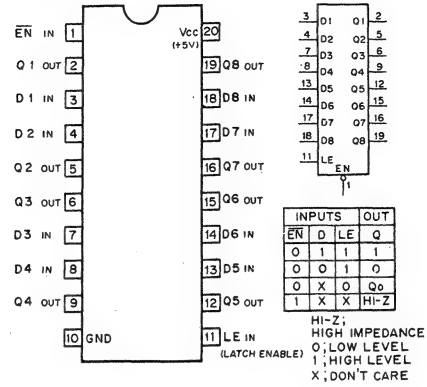 EN IN 1
Q1 OUT 2
D1 IN 3
D2 IN 4
Q2 OUT 5
Q3 OUT 6
D3 IN 7
D4 IN 8
Q4 OUT 9
10 GND
Vcc 20
(+5V)
19 Q8 OUT
18 D8 IN
17 D7 IN
16 Q7 OUT
15 Q6 OUT
14 D6 IN
13 D5 IN
12 Q5 OUT
11 LE IN
(LATCH ENABLE)
3 D1 Q1 2
4 D2 Q2 5
7 D3 Q3 6
8 D4 Q4 9
13 D5 Q5 12
14 D6 Q6 15
17 D7 Q7 16
18 D8 Q8 19
11 LE
EN
1
INPUTS OUT
EN D LE Q
0 1 1 1
0 0 1 0
0 X 0 Qo
1 X X HI-Z
HI-Z;
HIGH IMPEDANCE
0;LOW LEVEL
1;HIGH LEVEL
X;DON'T CARE